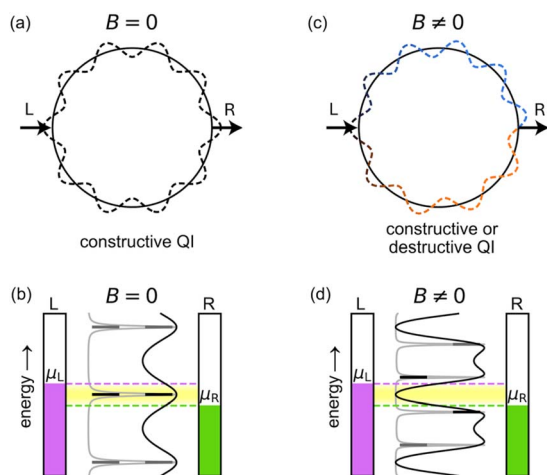 (a)
B = 0
L
R
constructive QI
(c)
B ≠ 0
L
R
constructive or
destructive QI
(b)
B = 0
L
R
energy →
μL
μR
(d)
B ≠ 0
L
R
energy →
μL
μR